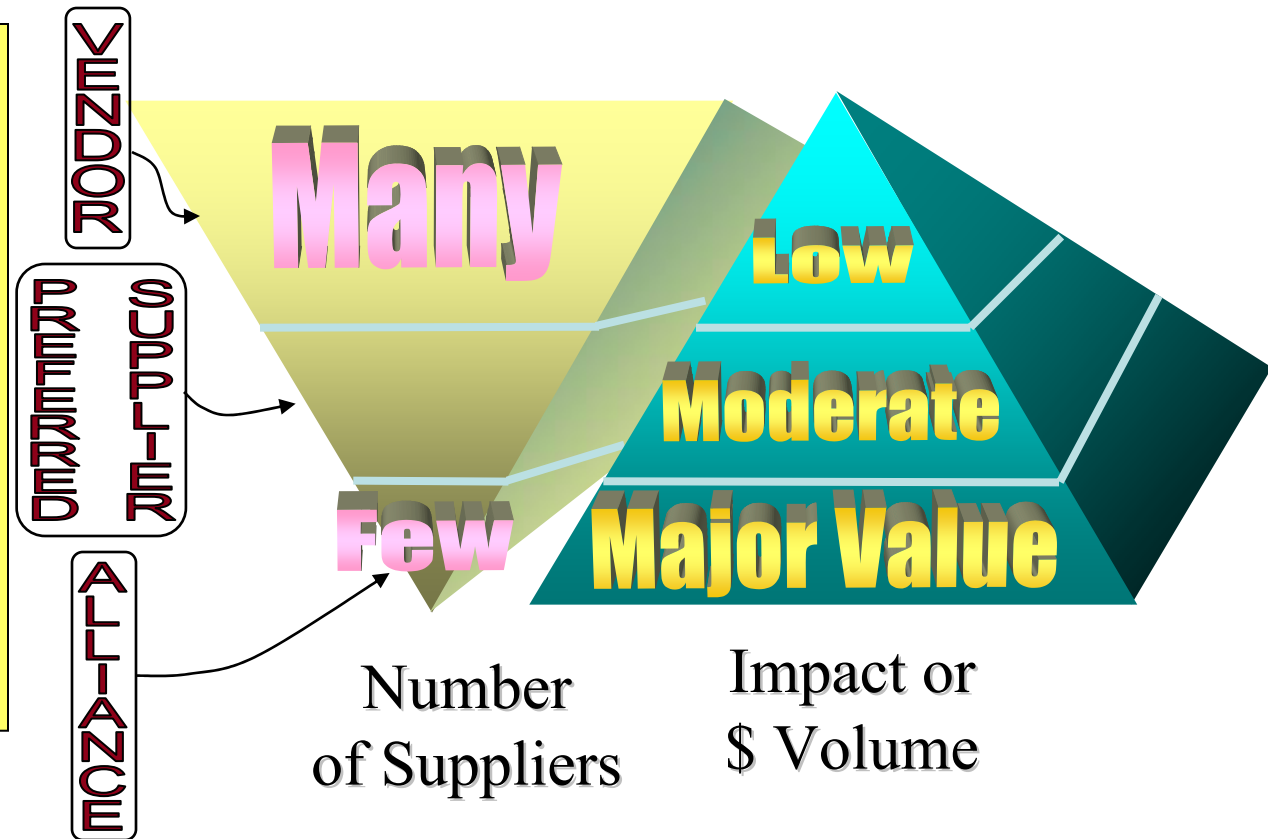 VENDOR
PREFERRED
SUPPLIER
ALLIANCE
Many
Few
Low
Moderate
Major Value
Number
of Suppliers
Impact or
$ Volume